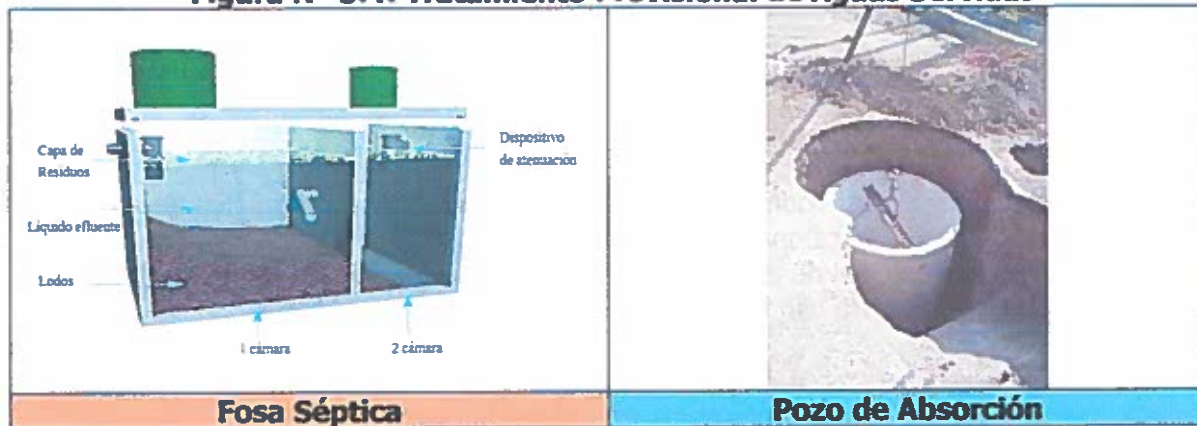 Capa de
Residuos
Líquido efluente
Lodos
Dispositivo
de atenuación
1 cámara
2 cámara
Fosa Séptica
Pozo de Absorción